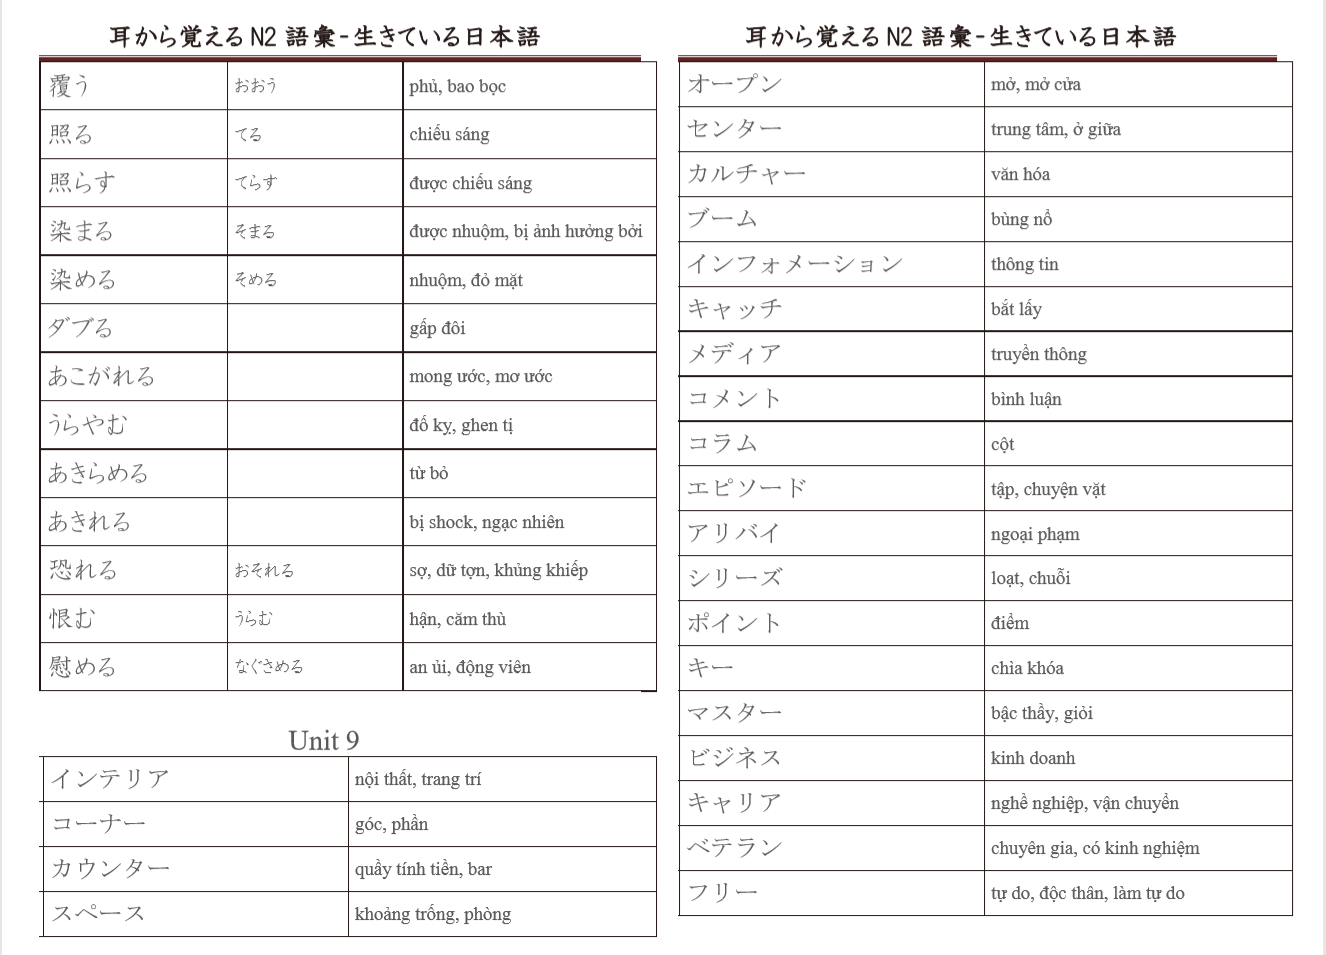 耳から覚える N2 語彙 - 生きている日本語
覆う おおう phủ, bao bọc
照る てる chiếu sáng
照らす てらす được chiếu sáng
染まる そまる được nhuộm, bị ảnh hưởng bởi
染める そめる nhuộm, đỏ mặt
ダブる gấp đôi
あこがれる mong ước, mơ ước
うらやむ đố kỵ, ghen tị
あきらめる từ bỏ
あきれる bị shock, ngạc nhiên
恐れる おそれる sợ, dữ tợn, khủng khiếp
恨む うらむ hận, căm thù
慰める なぐさめる an ủi, động viên
Unit 9
インテリア nội thất, trang trí
コーナー góc, phần
カウンター quầy tính tiền, bar
スペース khoảng trống, phòng
耳から覚える N2 語彙 - 生きている日本語
オープン mở, mở cửa
センター trung tâm, ở giữa
カルチャー văn hóa
ブーム bùng nổ
インフォメーション thông tin
キャッチ bắt lấy
メディア truyền thông
コメント bình luận
コラム cột
エピソード tập, chuyện vặt
アリバイ ngoại phạm
シリーズ loạt, chuỗi
ポイント điểm
キー chìa khóa
マスター bậc thầy, giỏi
ビジネス kinh doanh
キャリア nghề nghiệp, vận chuyển
ベテラン chuyên gia, có kinh nghiệm
フリー tự do, độc thân, làm tự do